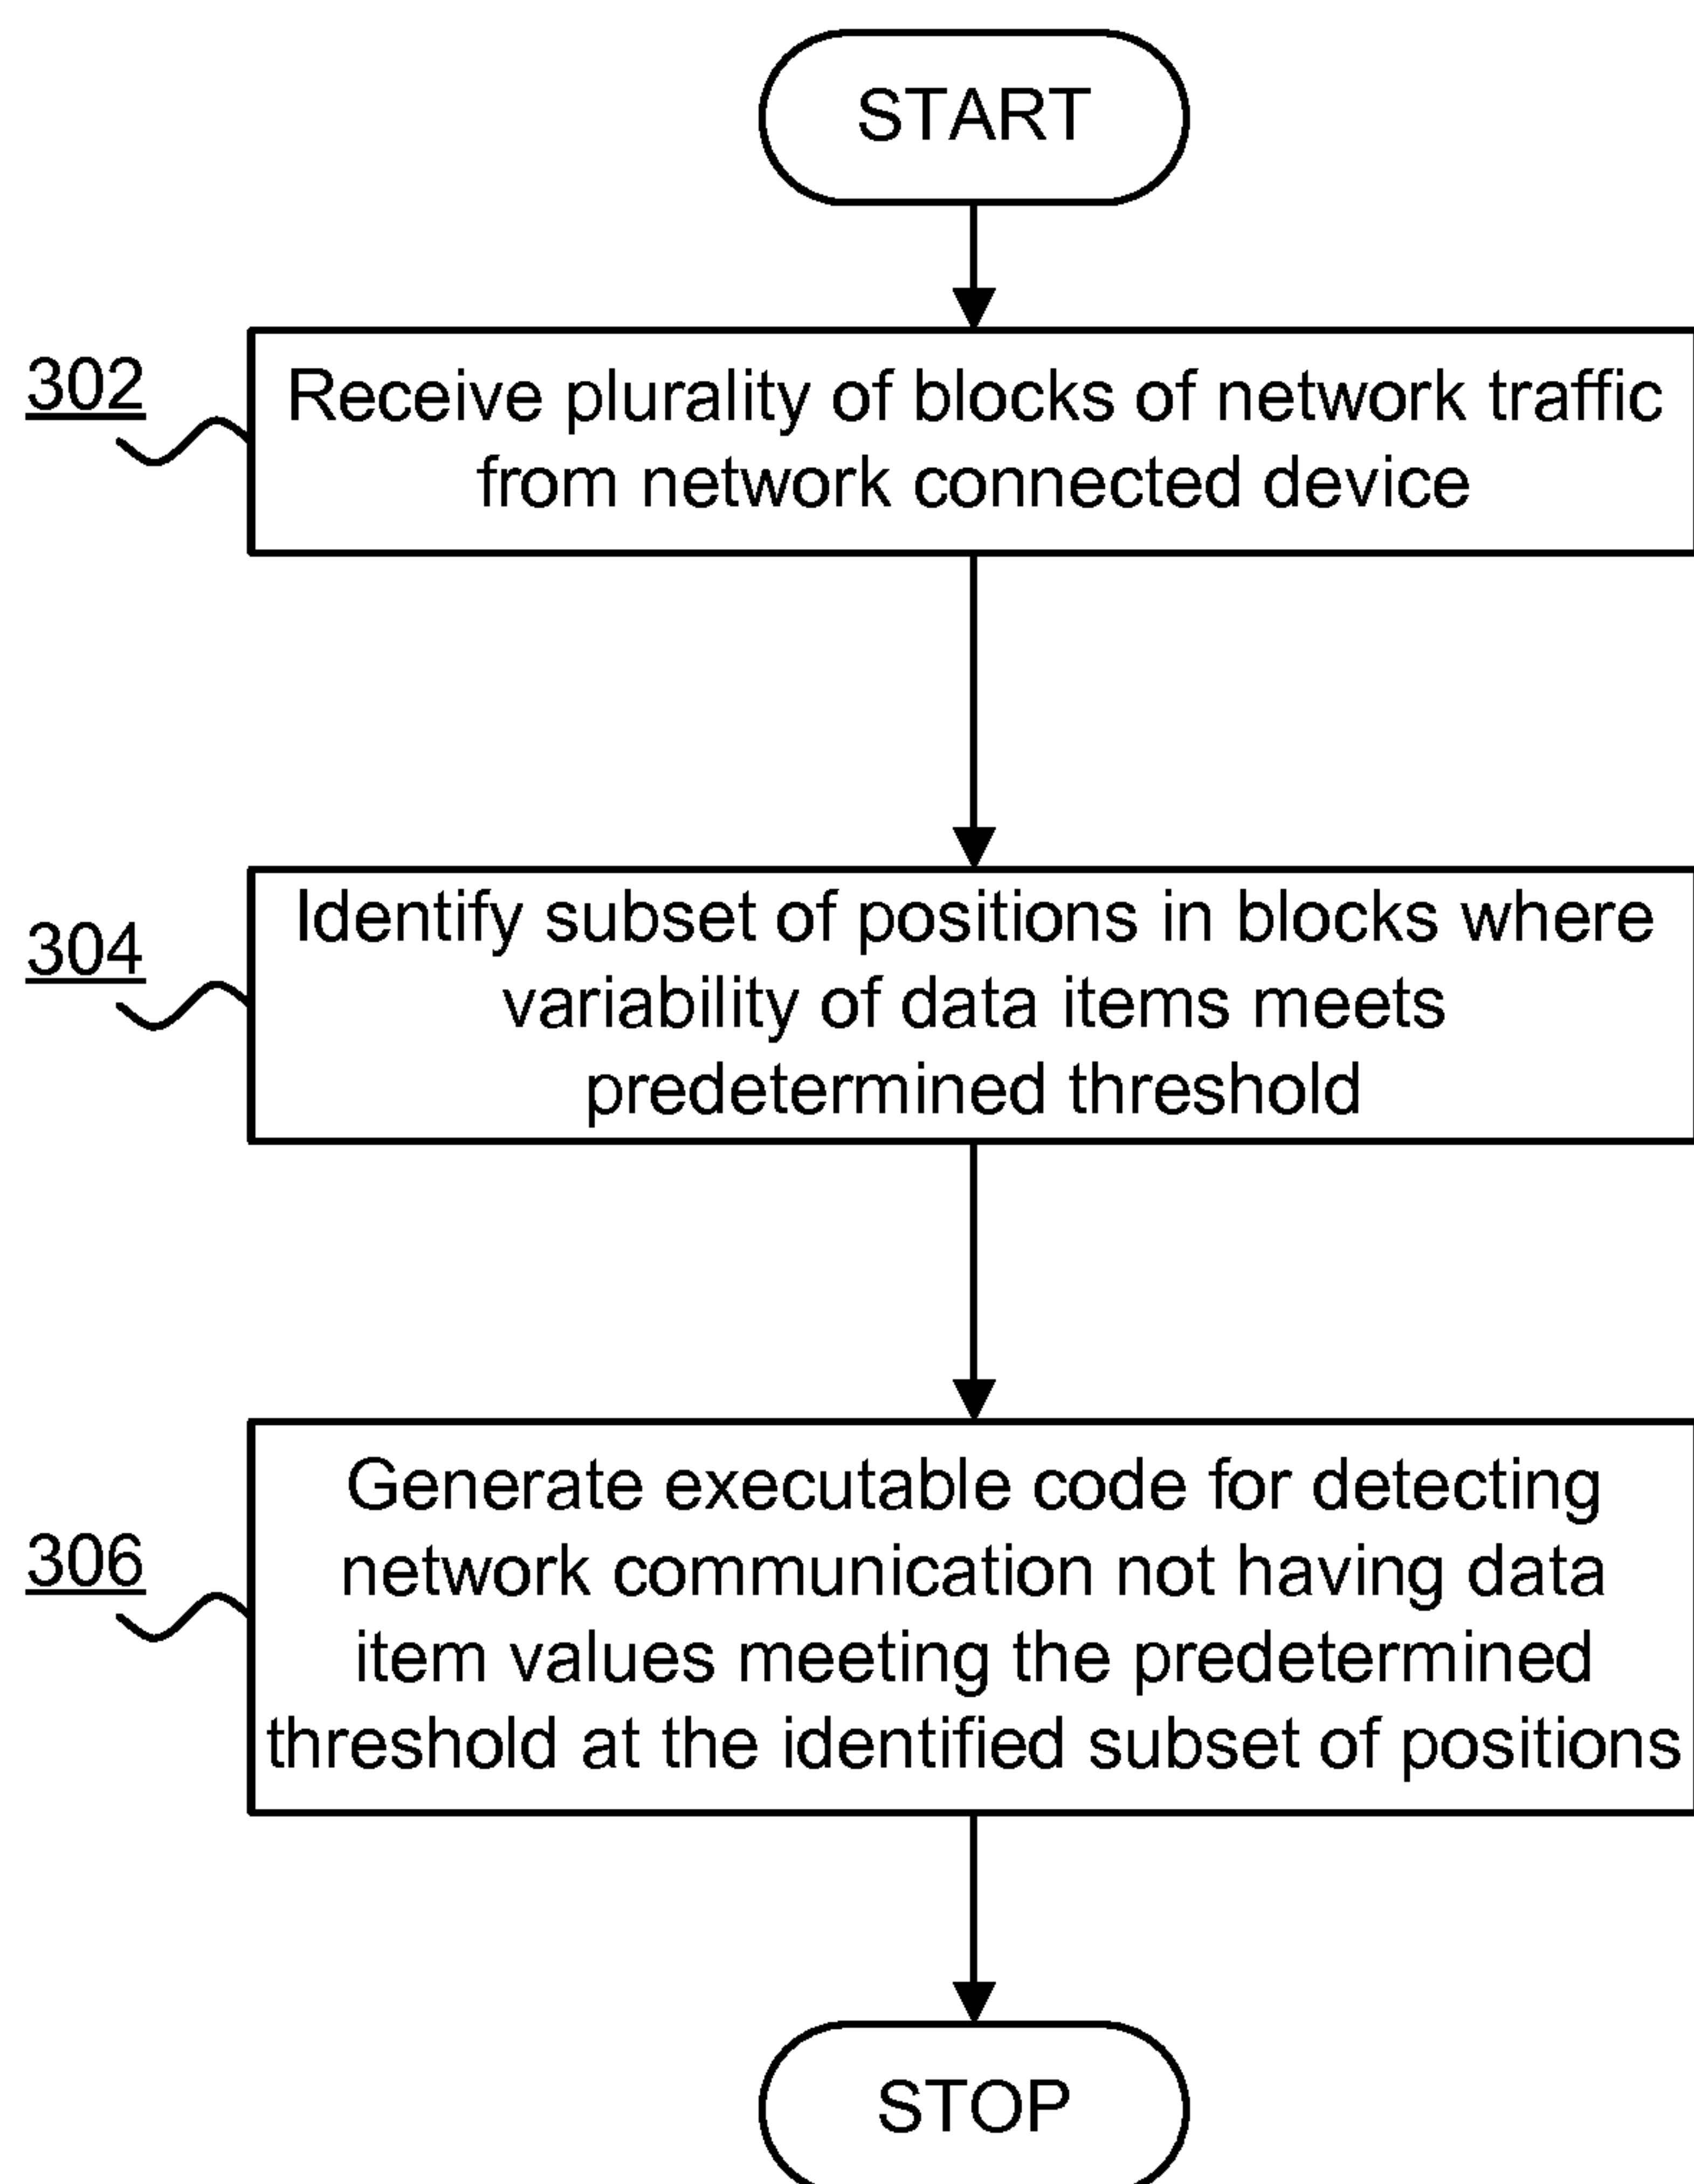 START
302
Receive plurality of blocks of network traffic
from network connected device
304
Identify subset of positions in blocks where
variability of data items meets
predetermined threshold
306
Generate executable code for detecting
network communication not having data
item values meeting the predetermined
threshold at the identified subset of positions
STOP